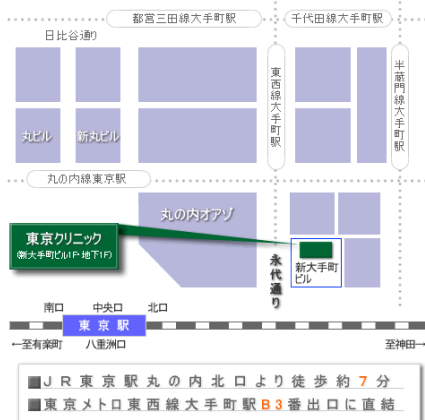 都営三田線大手町駅
千代田線大手町駅
日比谷通り
東西線大手町駅
半蔵門線大手町駅
丸ビル
新丸ビル
丸の内線東京駅
丸の内オアゾ
東京クリニック
(新大手町ビル1F・地下1F)
永代通り
新大手町
ビル
南口
中央口
北口
東京駅
←至有楽町
八重洲口
至神田→
■JR東京駅丸の内北口より徒歩約7分
■東京メトロ東西線大手町駅B3番出口に直結